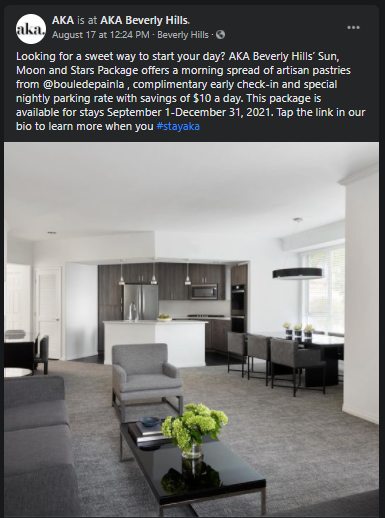 aka.
AKA is at AKA Beverly Hills.
August 17 at 12:24 PM · Beverly Hills ·
Looking for a sweet way to start your day? AKA Beverly Hills’ Sun,
Moon and Stars Package offers a morning spread of artisan pastries
from @bouledepainla , complimentary early check-in and special
nightly parking rate with savings of $10 a day. This package is
available for stays September 1-December 31, 2021. Tap the link in our
bio to learn more when you #stayaka